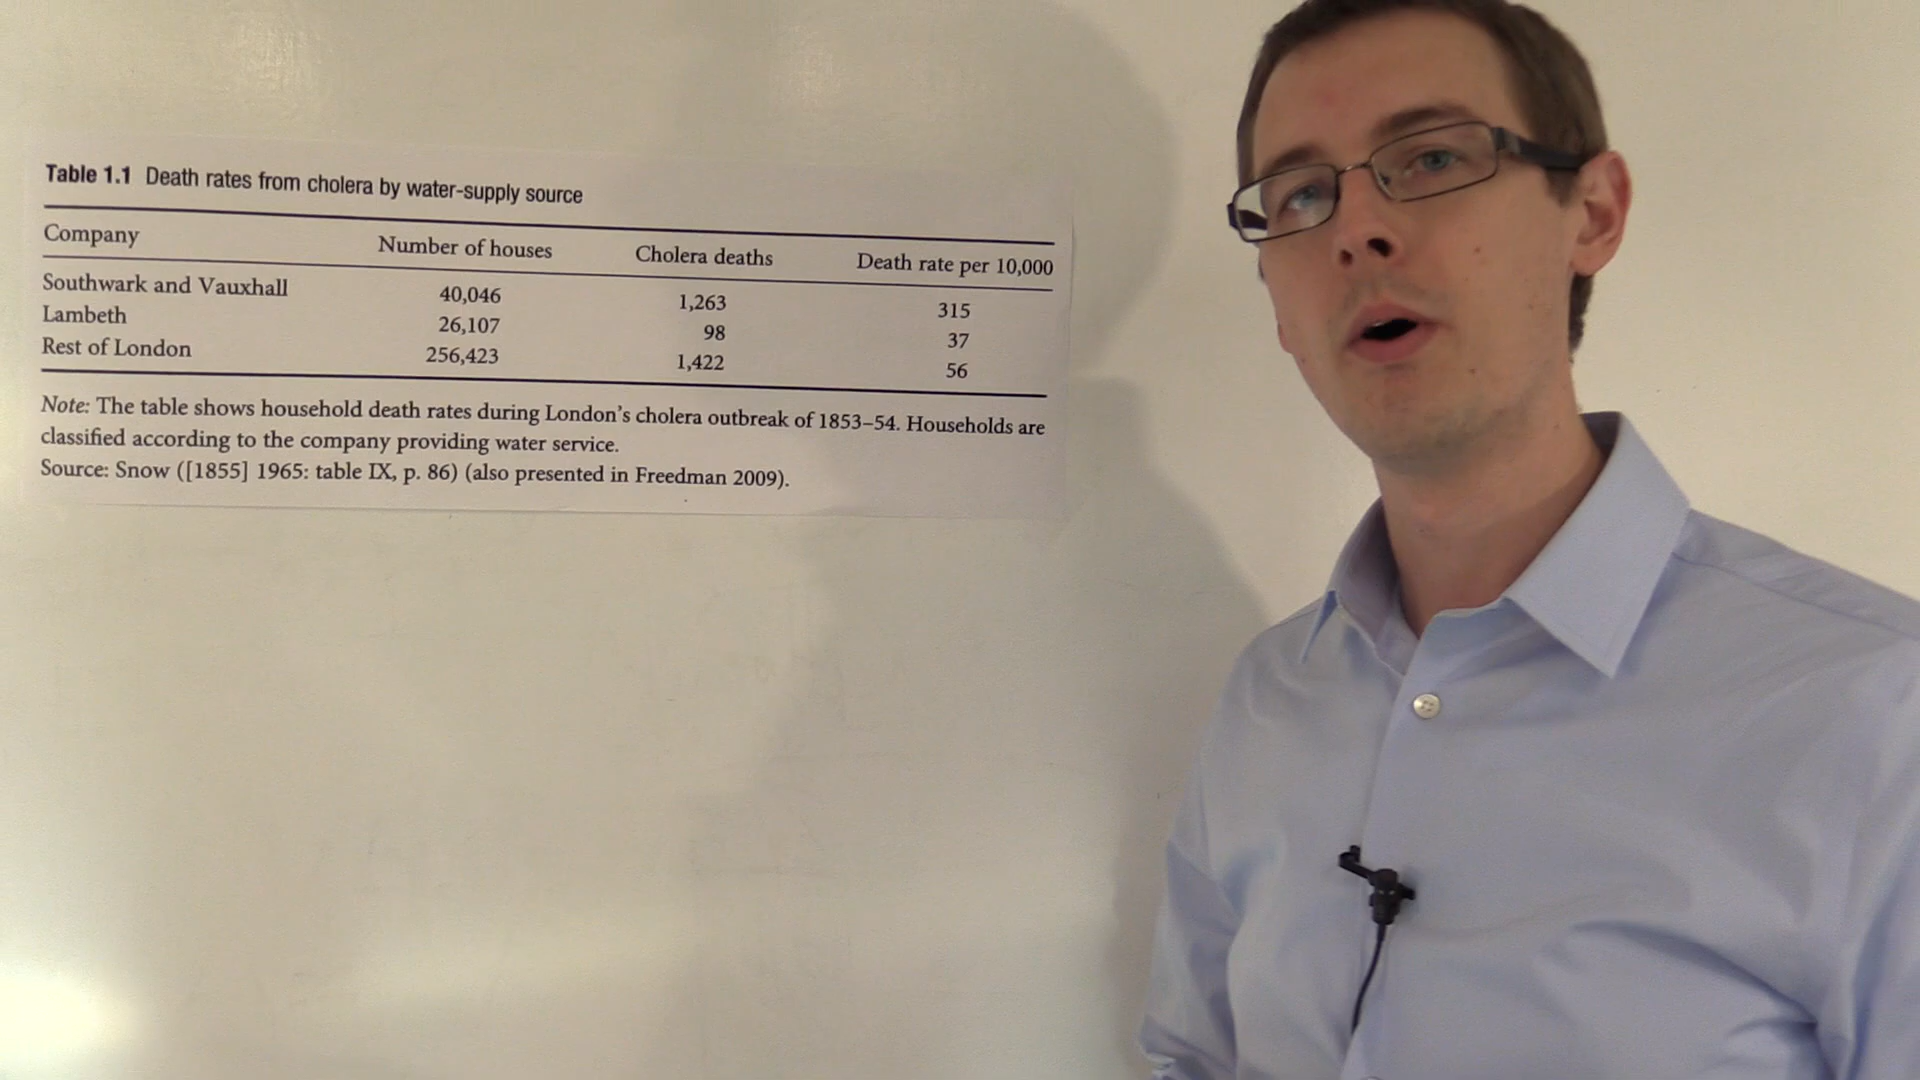 Table 1.1 Death rates from cholera by water-supply source
Company Number of houses Cholera deaths Death rate per 10,000
Southwark and Vauxhall 40,046 1,263 315
Lambeth 26,107 98 37
Rest of London 256,423 1,422 56
Note: The table shows household death rates during London's cholera outbreak of 1853–54. Households are
classified according to the company providing water service.
Source: Snow ([1855] 1965: table IX, p. 86) (also presented in Freedman 2009).